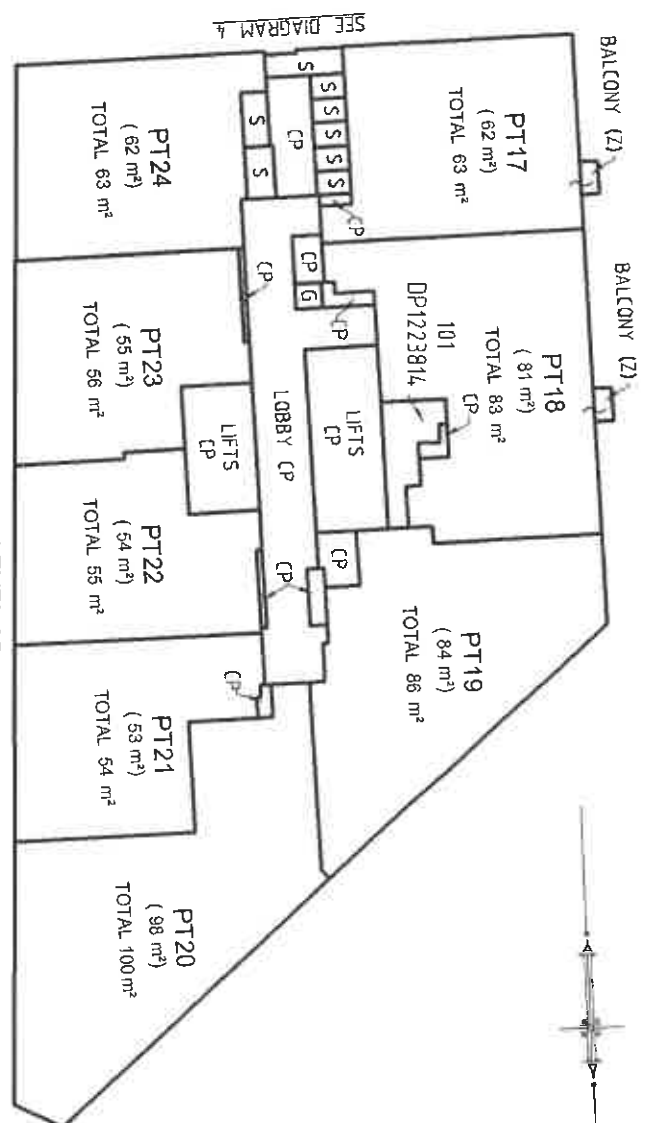 SEE DIAGRAM 4
BALCONY (Z)
BALCONY (Z)
PT17
( 62 m²)
TOTAL 63 m²
PT18
( 81 m²)
TOTAL 83 m²
CP
101
DP1223814
PT19
( 84 m²)
TOTAL 86 m²
S
S
S
S
S
S
CP
CP
S
S
CP
G
CP
CP
LIFTS
CP
CP
LOBBY CP
CP
LIFTS
CP
CP
PT24
( 62 m²)
TOTAL 63 m²
PT23
( 55 m²)
TOTAL 56 m²
PT22
( 54 m²)
TOTAL 55 m²
PT21
( 53 m²)
TOTAL 54 m²
PT20
( 98 m²)
TOTAL 100 m²